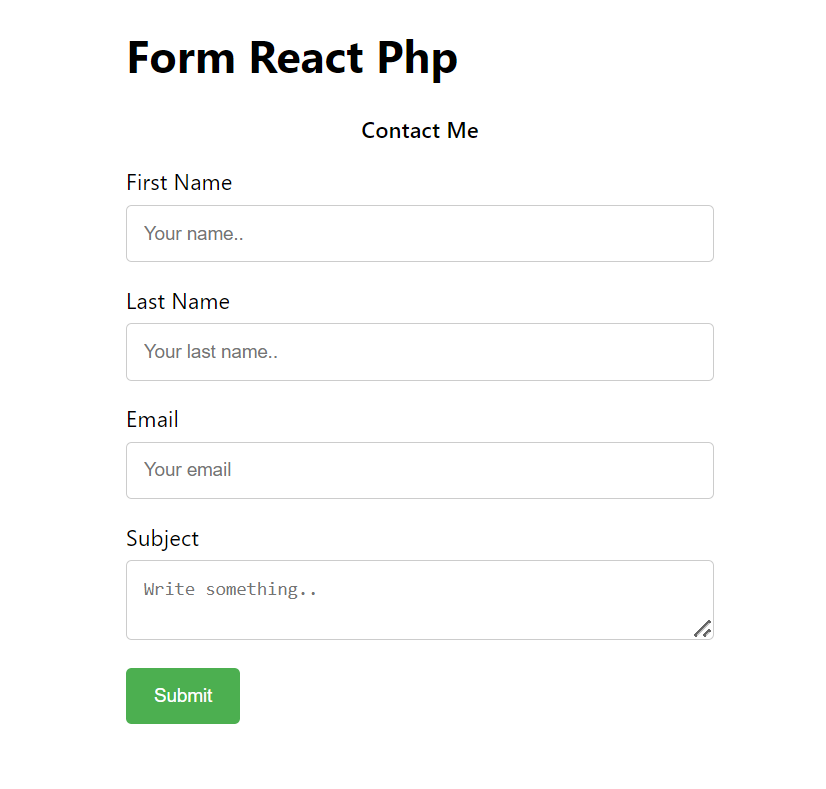 Form React Php
Contact Me
First Name
Your name..
Last Name
Your last name..
Email
Your email
Subject
Write something..
Submit